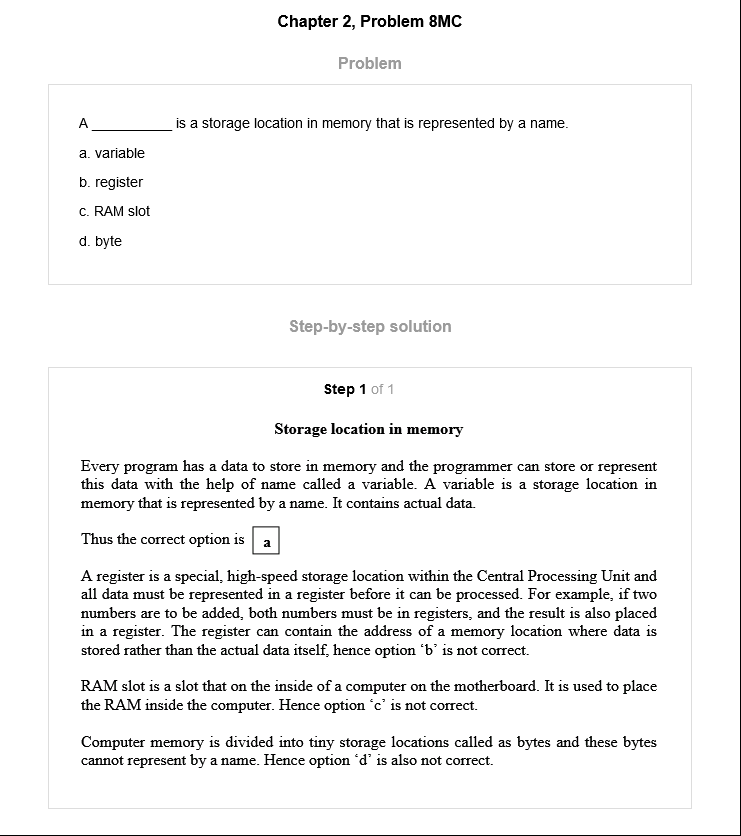 Chapter 2, Problem 8MC
Problem
A __________ is a storage location in memory that is represented by a name.
a. variable
b. register
c. RAM slot
d. byte
Step-by-step solution
Step 1 of 1
Storage location in memory
Every program has a data to store in memory and the programmer can store or represent
this data with the help of name called a variable. A variable is a storage location in
memory that is represented by a name. It contains actual data.
Thus the correct option is a
A register is a special, high-speed storage location within the Central Processing Unit and
all data must be represented in a register before it can be processed. For example, if two
numbers are to be added, both numbers must be in registers, and the result is also placed
in a register. The register can contain the address of a memory location where data is
stored rather than the actual data itself, hence option ‘b’ is not correct.
RAM slot is a slot that on the inside of a computer on the motherboard. It is used to place
the RAM inside the computer. Hence option ‘c’ is not correct.
Computer memory is divided into tiny storage locations called as bytes and these bytes
cannot represent by a name. Hence option ‘d’ is also not correct.